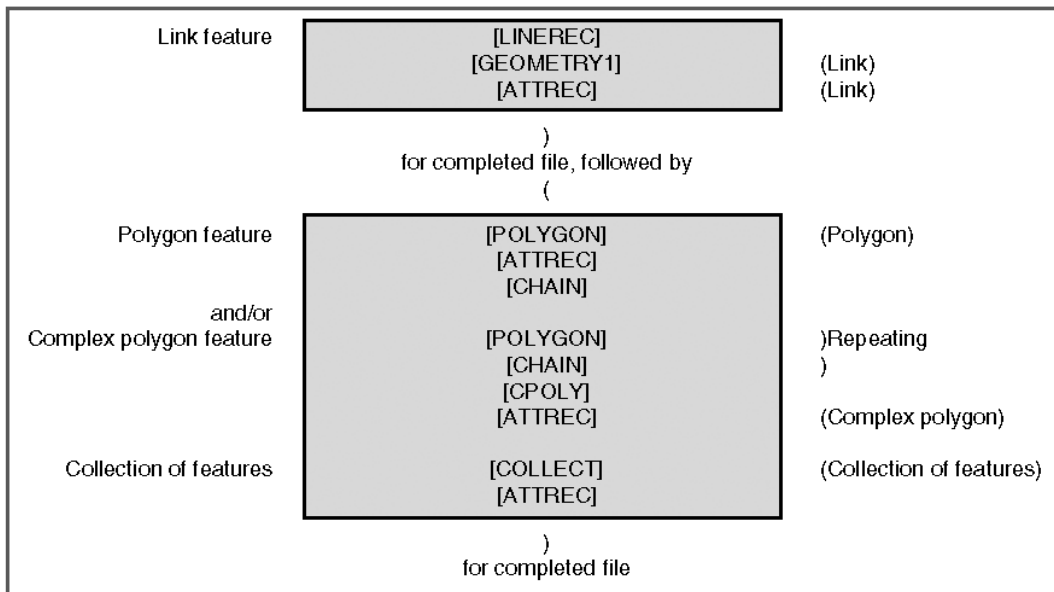 Link feature [LINEREC]
[GEOMETRY1] (Link)
[ATTREC] (Link)
)
for completed file, followed by
(
Polygon feature [POLYGON] (Polygon)
[ATTREC]
[CHAIN]
and/or
Complex polygon feature [POLYGON] )Repeating
[CHAIN] )
[CPOLY]
[ATTREC] (Complex polygon)
Collection of features [COLLECT] (Collection of features)
[ATTREC]
)
for completed file